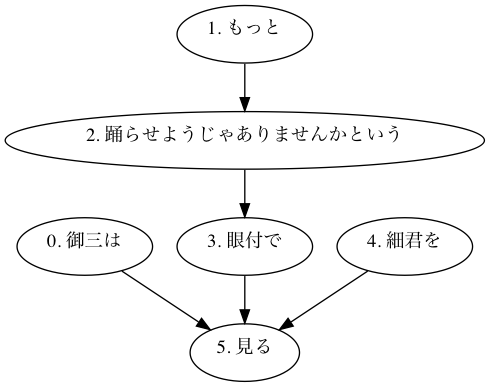 1. もっと
2. 踊らせようじゃありませんかという
0. 御三は
3. 眼付で
4. 細君を
5. 見る